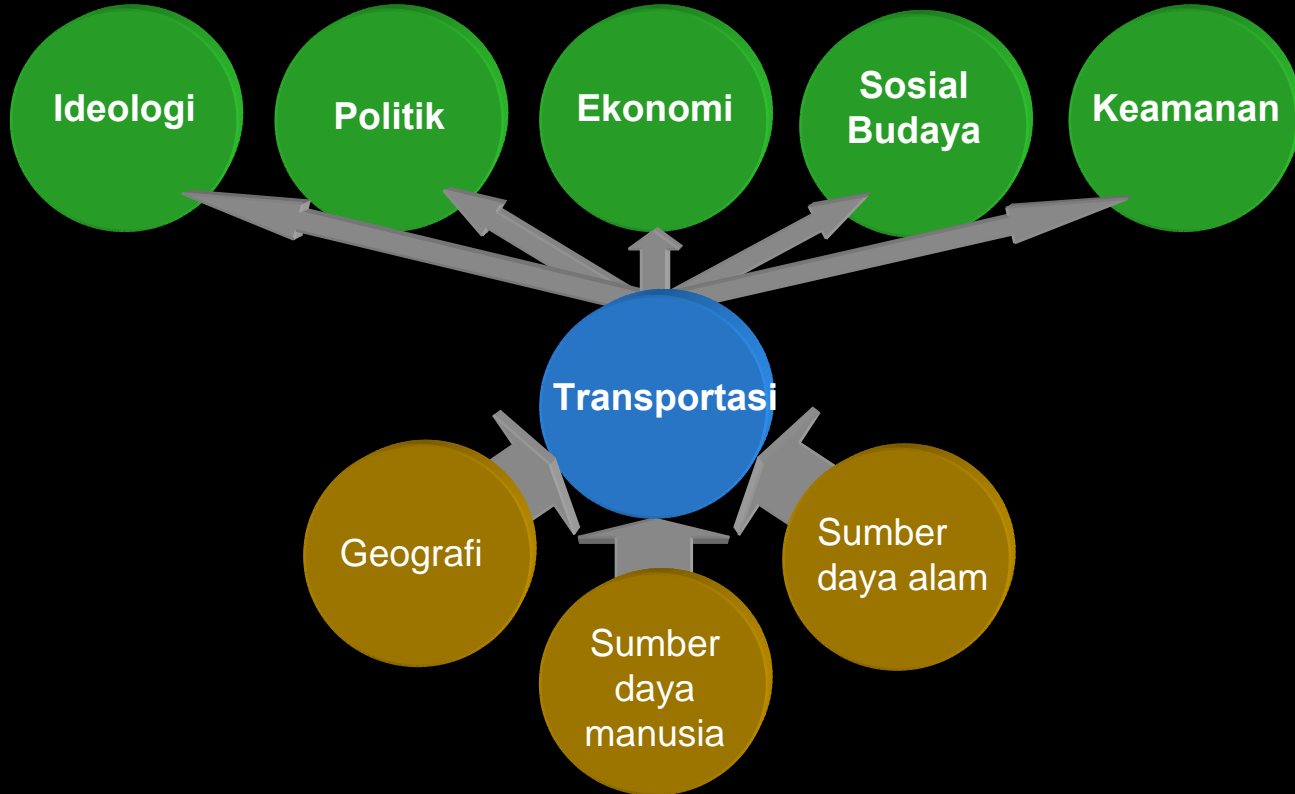 Ideologi
Politik
Ekonomi
Sosial
Budaya
Keamanan
Transportasi
Geografi
Sumber
daya
manusia
Sumber
daya alam